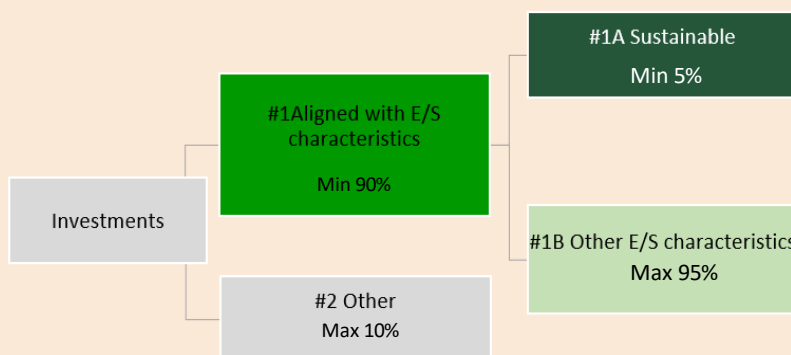 #1A Sustainable
Min 5%
#1Aligned with E/S
characteristics
Min 90%
Investments
#1B Other E/S characteristics
Max 95%
#2 Other
Max 10%